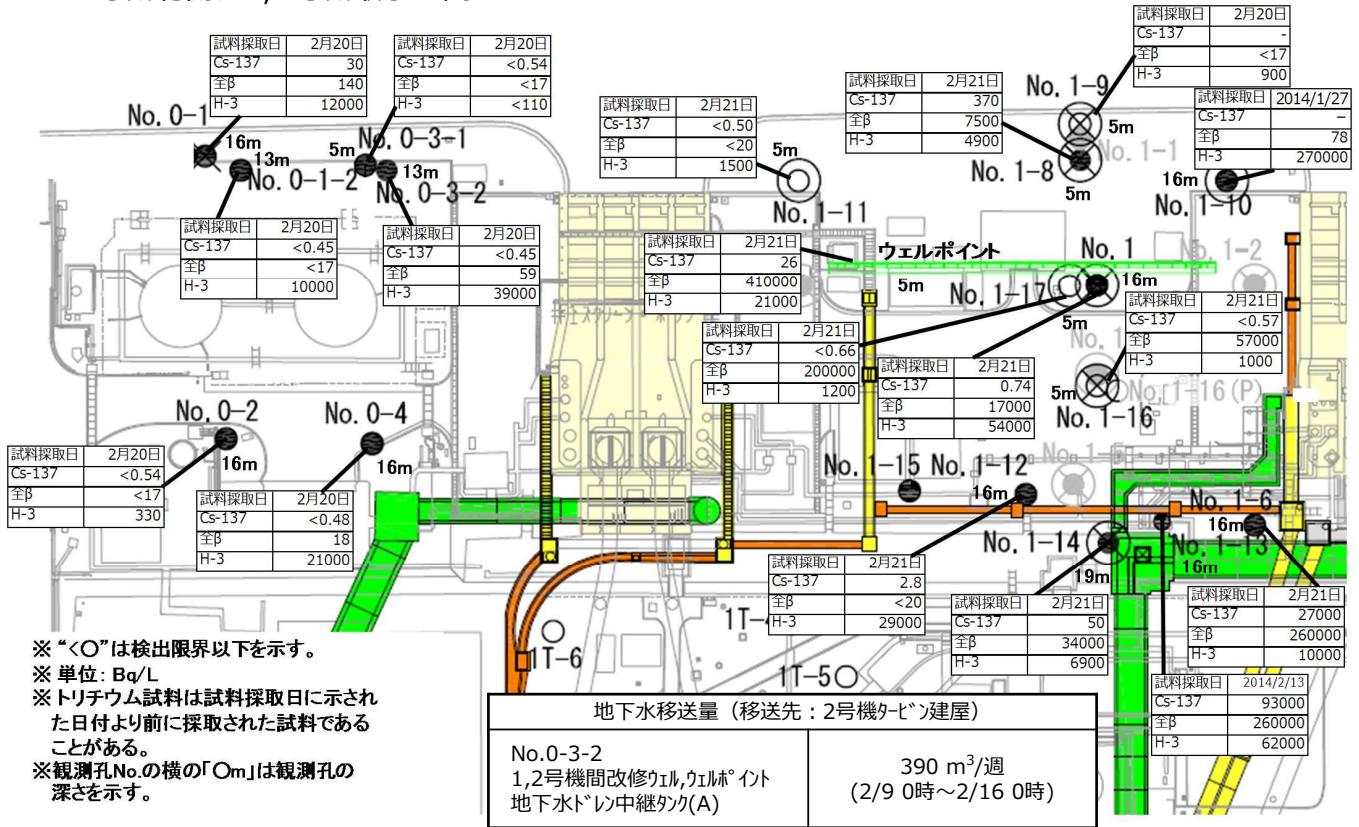 試料採取日 2月20日
Cs-137 30
全β 140
H-3 12000
試料採取日 2月20日
Cs-137 <0.54
全β <17
H-3 <110
試料採取日 2月20日
Cs-137 -
全β <17
H-3 900
試料採取日 2月21日
Cs-137 370
全β 7500
H-3 4900
試料採取日 2014/1/27
Cs-137 −
全β 78
H-3 270000
試料採取日 2月21日
Cs-137 <0.50
全β <20
H-3 1500
No. 0-1
16m
No. 0-1-2
13m
No. 0-3-1
5m
No. 0-3-2
13m
No. 1-11
5m
No. 1-9
5m
No. 1-8
5m
No. 1-1
No. 1-10
16m
試料採取日 2月20日
Cs-137 <0.45
全β <17
H-3 10000
試料採取日 2月20日
Cs-137 <0.45
全β 59
H-3 39000
試料採取日 2月21日
Cs-137 26
全β 410000
H-3 21000
ウェルポイント
5m
No. 1
16m
No. 1-17
5m
No. 1-2
試料採取日 2月21日
Cs-137 <0.66
全β 200000
H-3 1200
試料採取日 2月21日
Cs-137 0.74
全β 17000
H-3 54000
試料採取日 2月21日
Cs-137 <0.57
全β 57000
H-3 1000
5m
No. 1-16
No. 1-16(P)
No. 0-2
16m
No. 0-4
16m
試料採取日 2月20日
Cs-137 <0.54
全β <17
H-3 330
試料採取日 2月20日
Cs-137 <0.48
全β 18
H-3 21000
No. 1-15
No. 1-12
16m
No. 1-14
19m
No. 1-6
16m
No. 1-13
16m
試料採取日 2月21日
Cs-137 2.8
全β <20
H-3 29000
試料採取日 2月21日
Cs-137 50
全β 34000
H-3 6900
試料採取日 2月21日
Cs-137 27000
全β 260000
H-3 10000
試料採取日 2014/2/13
Cs-137 93000
全β 260000
H-3 62000
1T-6
1T-5
※ “<○”は検出限界以下を示す。
※ 単位: Bq/L
※ トリチウム試料は試料採取日に示され
た日付より前に採取された試料である
ことがある。
※観測孔No.の横の「○m」は観測孔の
深さを示す。
地下水移送量（移送先：2号機タービン建屋）
No.0-3-2
1,2号機間改修ウェル,ウェルポイント
地下水ドレン中継タンク(A)
390 m³/週
(2/9 0時～2/16 0時)